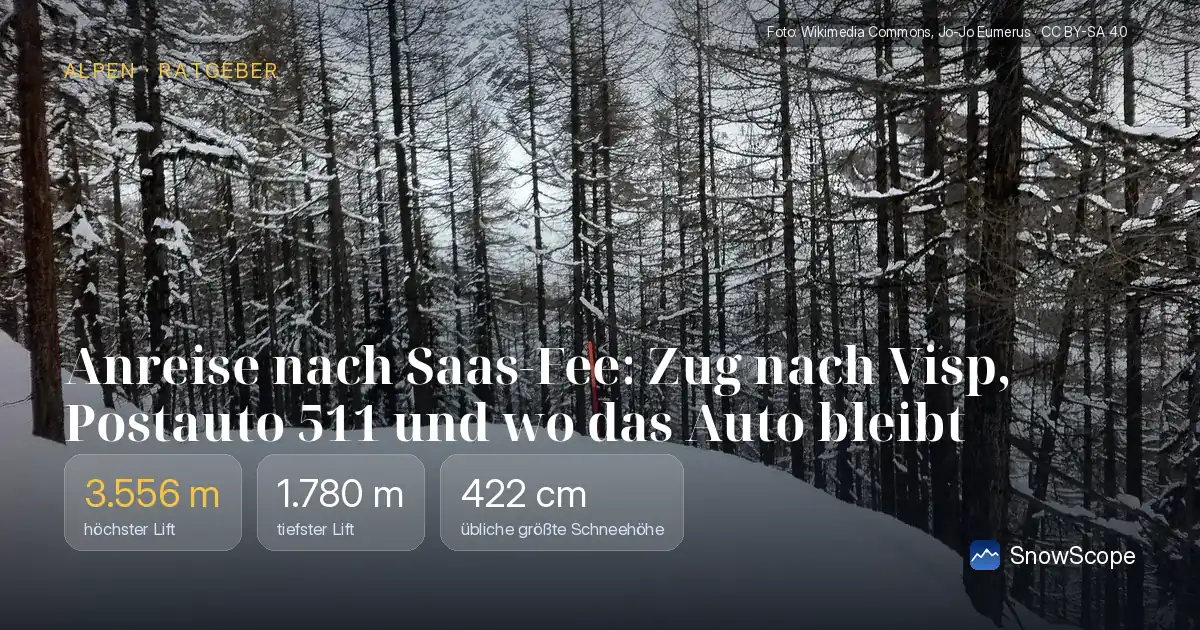 Foto: Wikimedia Commons, Jo-Jo Eumerus · CC BY-SA 4.0
ALPEN · RATGEBER
Anreise nach Saas-Fee: Zug nach Visp,
Postauto 511 und wo das Auto bleibt
3.556 m
höchster Lift
1.780 m
tiefster Lift
422 cm
übliche größte Schneehöhe
SnowScope